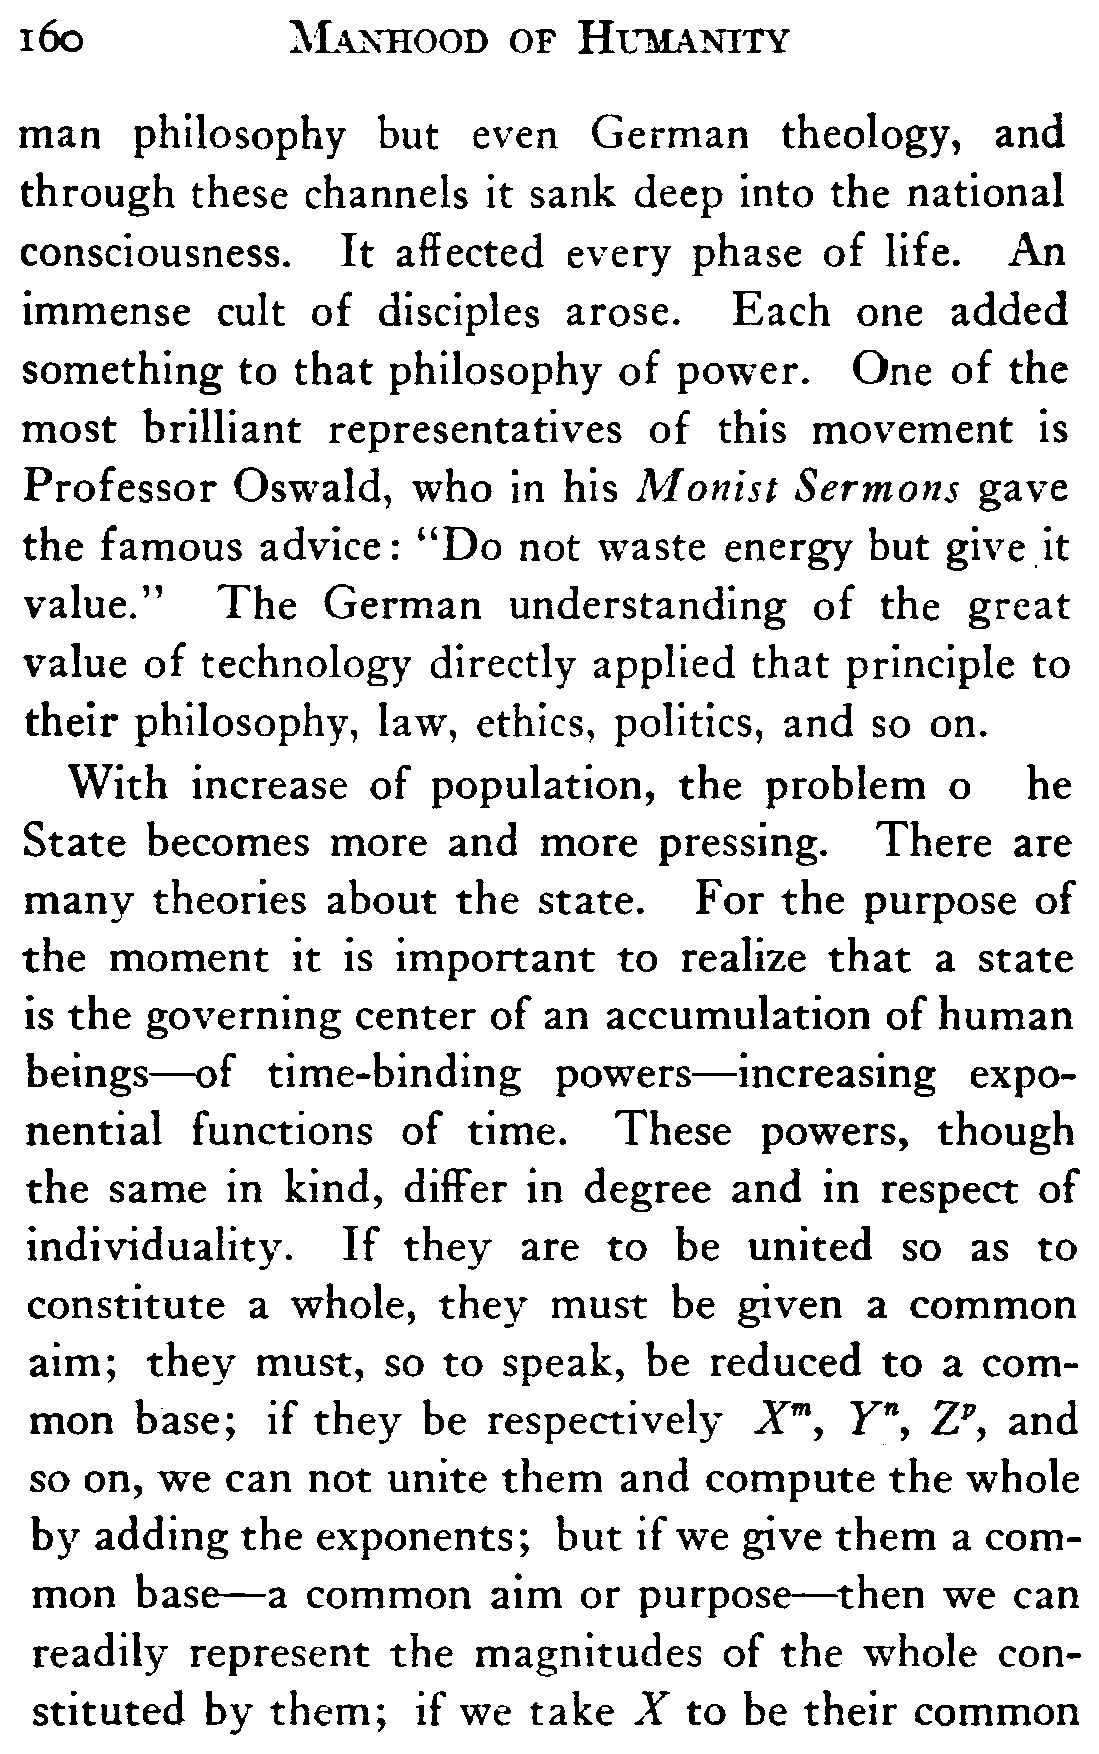 160 MANHOOD OF HUMANITY
man philosophy but even German theology, and
through these channels it sank deep into the national
consciousness. It affected every phase of life. An
immense cult of disciples arose. Each one added
something to that philosophy of power. One of the
most brilliant representatives of this movement is
Professor Oswald, who in his Monist Sermons gave
the famous advice: "Do not waste energy but give it
value." The German understanding of the great
value of technology directly applied that principle to
their philosophy, law, ethics, politics, and so on.
With increase of population, the problem o he
State becomes more and more pressing. There are
many theories about the state. For the purpose of
the moment it is important to realize that a state
is the governing center of an accumulation of human
beings—of time-binding powers—increasing expo-
nential functions of time. These powers, though
the same in kind, differ in degree and in respect of
individuality. If they are to be united so as to
constitute a whole, they must be given a common
aim; they must, so to speak, be reduced to a com-
mon base; if they be respectively Xᵐ, Yⁿ, Zᵖ, and
so on, we can not unite them and compute the whole
by adding the exponents; but if we give them a com-
mon base—a common aim or purpose—then we can
readily represent the magnitudes of the whole con-
stituted by them; if we take X to be their common